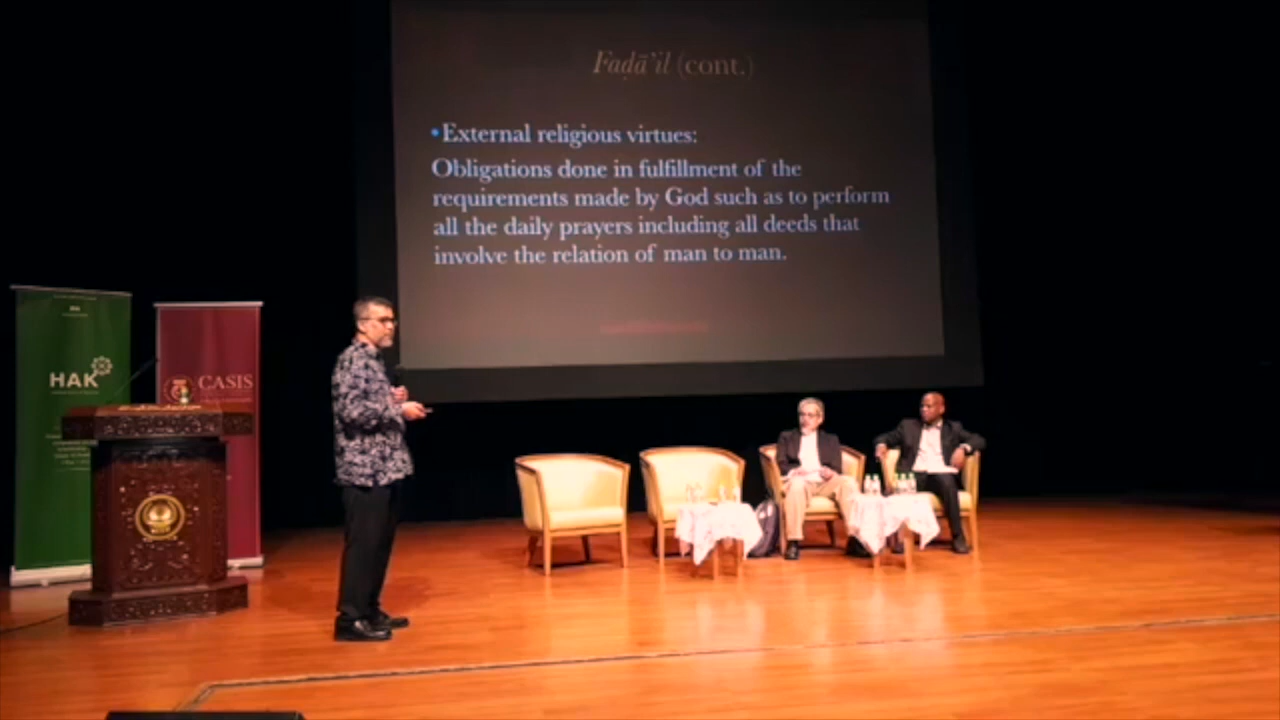 Faḍā'il (cont.)
•External religious virtues:
Obligations done in fulfillment of the
requirements made by God such as to perform
all the daily prayers including all deeds that
involve the relation of man to man.
HAK
CASIS